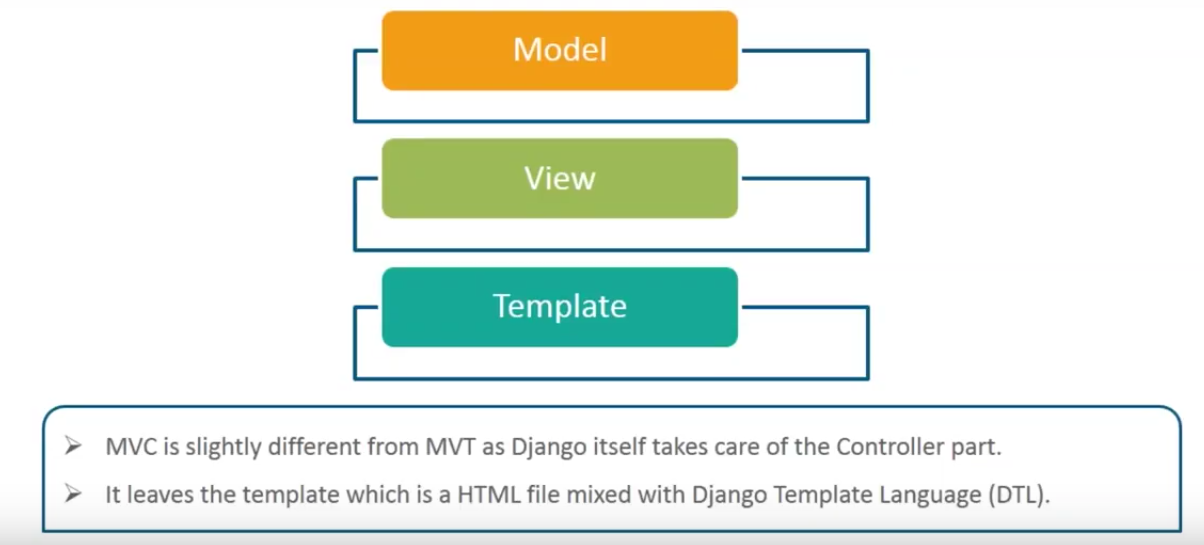 Model
View
Template
➢ MVC is slightly different from MVT as Django itself takes care of the Controller part.
➢ It leaves the template which is a HTML file mixed with Django Template Language (DTL).